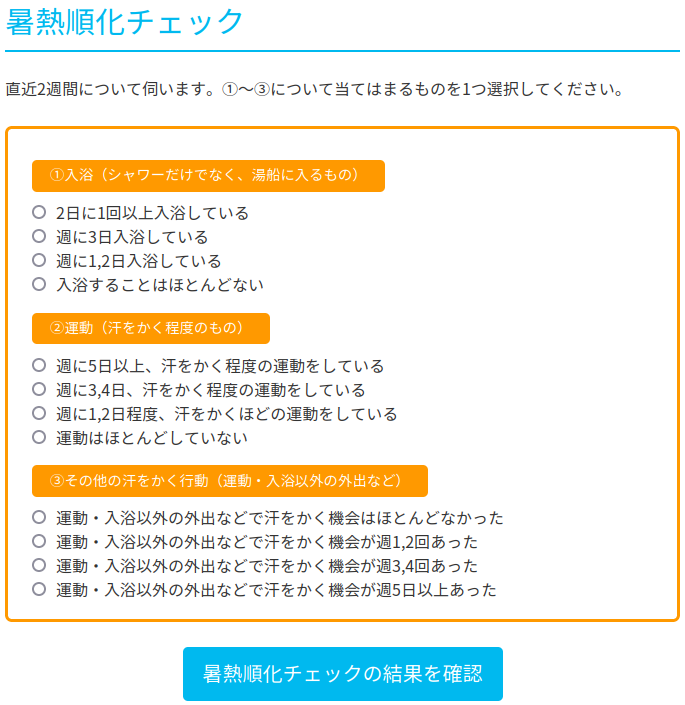 暑熱順化チェック
直近2週間について伺います。①～③について当てはまるものを1つ選択してください。
①入浴（シャワーだけでなく、湯船に入るもの）
2日に1回以上入浴している
週に3日入浴している
週に1,2日入浴している
入浴することはほとんどない
②運動（汗をかく程度のもの）
週に5日以上、汗をかく程度の運動をしている
週に3,4日、汗をかく程度の運動をしている
週に1,2日程度、汗をかくほどの運動をしている
運動はほとんどしていない
③その他の汗をかく行動（運動・入浴以外の外出など）
運動・入浴以外の外出などで汗をかく機会はほとんどなかった
運動・入浴以外の外出などで汗をかく機会が週1,2回あった
運動・入浴以外の外出などで汗をかく機会が週3,4回あった
運動・入浴以外の外出などで汗をかく機会が週5日以上あった
暑熱順化チェックの結果を確認